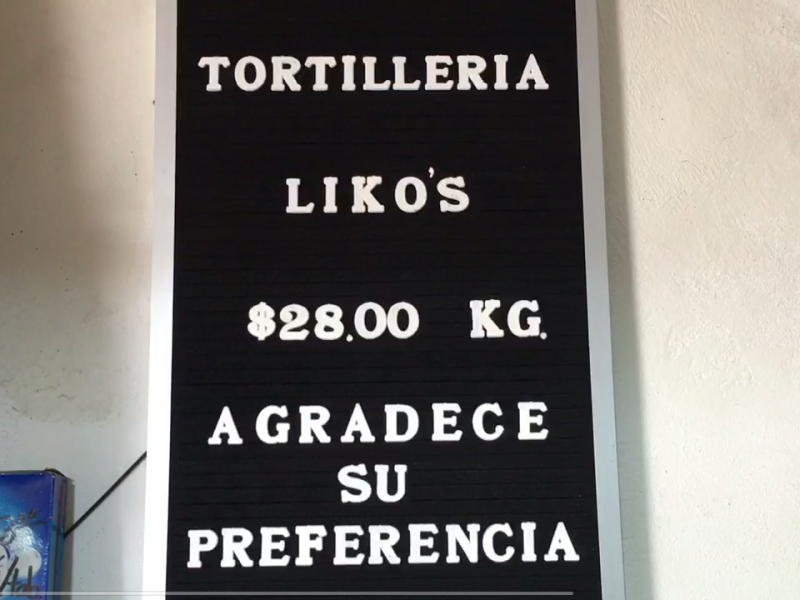 TORTILLERIA
LIKO'S
$28.00 KG.
AGRADECE
SU
PREFERENCIA